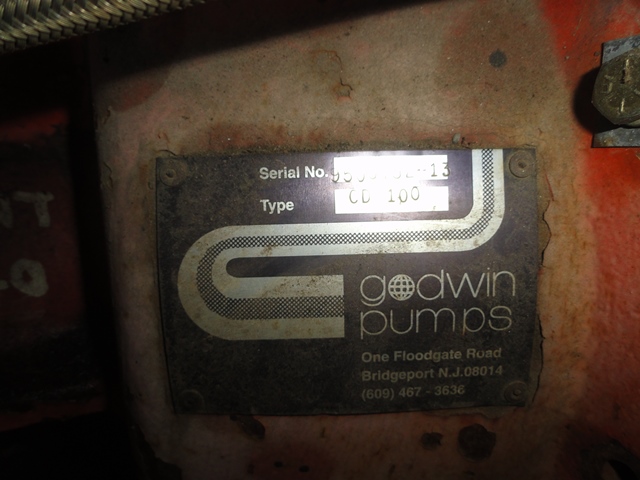 Serial No.
Type CD 100
godwin
pumps
One Floodgate Road
Bridgeport N.J.08014
(609) 467 - 3636